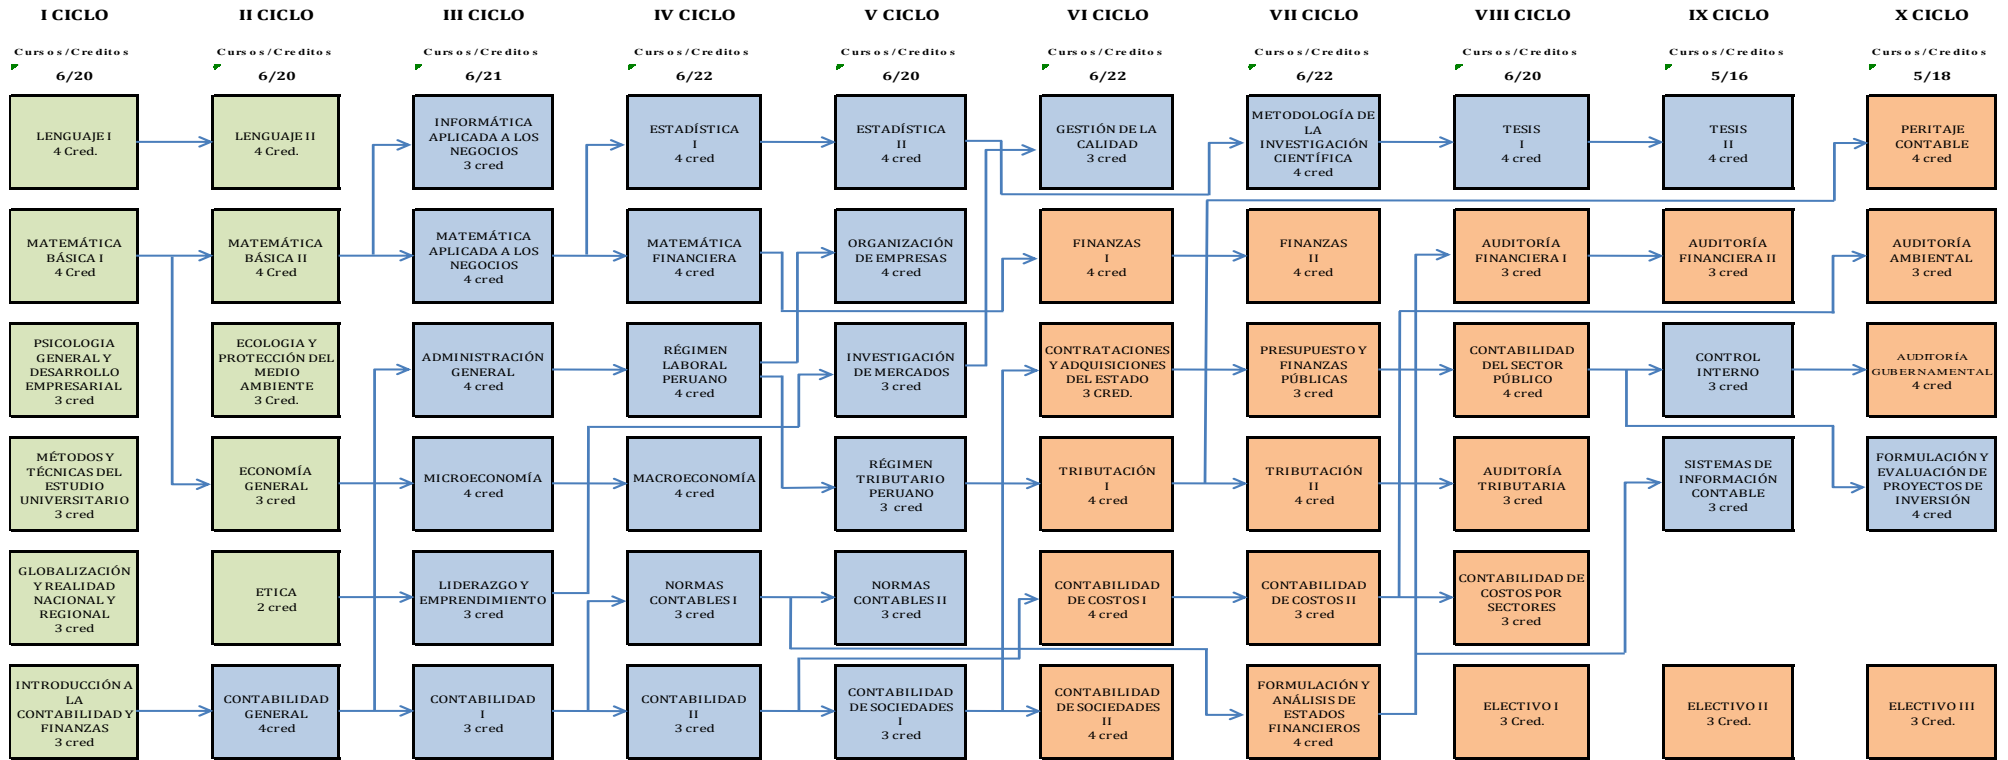 I CICLO
II CICLO
III CICLO
IV CICLO
V CICLO
VI CICLO
VII CICLO
VIII CICLO
IX CICLO
X CICLO
Cursos/Creditos
Cursos/Creditos
Cursos/Creditos
Cursos/Creditos
Cursos/Creditos
Cursos/Creditos
Cursos/Creditos
Cursos/Creditos
Cursos/Creditos
Cursos/Creditos
6/20
6/20
6/21
6/22
6/20
6/22
6/22
6/20
5/16
5/18
LENGUAJE I
4 Cred.
LENGUAJE II
4 Cred.
INFORMÁTICA
APLICADA A LOS
NEGOCIOS
3 cred
ESTADÍSTICA
I
4 cred
ESTADÍSTICA
II
4 cred
GESTIÓN DE LA
CALIDAD
3 cred
METODOLOGÍA DE
LA
INVESTIGACIÓN
CIENTÍFICA
4 cred
TESIS
I
4 cred
TESIS
II
4 cred
PERITAJE
CONTABLE
4 cred
MATEMÁTICA
BÁSICA I
4 Cred
MATEMÁTICA
BÁSICA II
4 Cred
MATEMÁTICA
APLICADA A LOS
NEGOCIOS
4 cred
MATEMÁTICA
FINANCIERA
4 cred
ORGANIZACIÓN
DE EMPRESAS
4 cred
FINANZAS
I
4 cred
FINANZAS
II
4 cred
AUDITORÍA
FINANCIERA I
3 cred
AUDITORÍA
FINANCIERA II
3 cred
AUDITORÍA
AMBIENTAL
3 cred
PSICOLOGIA
GENERAL Y
DESARROLLO
EMPRESARIAL
3 cred
ECOLOGIA Y
PROTECCIÓN DEL
MEDIO
AMBIENTE
3 Cred.
ADMINISTRACIÓN
GENERAL
4 cred
RÉGIMEN
LABORAL
PERUANO
4 cred
INVESTIGACIÓN
DE MERCADOS
3 cred
CONTRATACIONES
Y ADQUISICIONES
DEL ESTADO
3 CRED.
PRESUPUESTO Y
FINANZAS
PÚBLICAS
3 cred
CONTABILIDAD
DEL SECTOR
PÚBLICO
4 cred
CONTROL
INTERNO
3 cred
AUDITORÍA
GUBERNAMENTAL
4 cred
MÉTODOS Y
TÉCNICAS DEL
ESTUDIO
UNIVERSITARIO
3 cred
ECONOMÍA
GENERAL
3 cred
MICROECONOMÍA
4 cred
MACROECONOMÍA
4 cred
RÉGIMEN
TRIBUTARIO
PERUANO
3 cred
TRIBUTACIÓN
I
4 cred
TRIBUTACIÓN
II
4 cred
AUDITORÍA
TRIBUTARIA
3 cred
SISTEMAS DE
INFORMACIÓN
CONTABLE
3 cred
FORMULACIÓN Y
EVALUACIÓN DE
PROYECTOS DE
INVERSIÓN
4 cred
GLOBALIZACIÓN
Y REALIDAD
NACIONAL Y
REGIONAL
3 cred
ETICA
2 cred
LIDERAZGO Y
EMPRENDIMIENTO
3 cred
NORMAS
CONTABLES I
3 cred
NORMAS
CONTABLES II
3 cred
CONTABILIDAD
DE COSTOS I
4 cred
CONTABILIDAD
DE COSTOS II
3 cred
CONTABILIDAD DE
COSTOS POR
SECTORES
3 cred
INTRODUCCIÓN A
LA
CONTABILIDAD Y
FINANZAS
3 cred
CONTABILIDAD
GENERAL
4cred
CONTABILIDAD
I
3 cred
CONTABILIDAD
II
3 cred
CONTABILIDAD
DE SOCIEDADES
I
3 cred
CONTABILIDAD
DE SOCIEDADES
II
4 cred
FORMULACIÓN Y
ANÁLISIS DE
ESTADOS
FINANCIEROS
4 cred
ELECTIVO I
3 Cred.
ELECTIVO II
3 Cred.
ELECTIVO III
3 Cred.